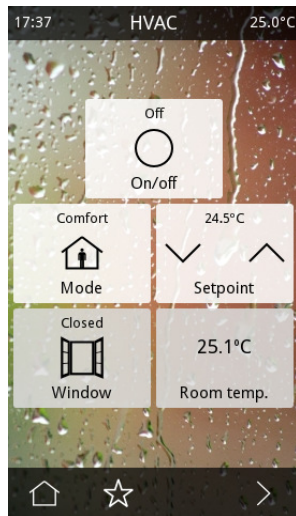 17:37 HVAC 25.0°C
Off
On/off
Comfort
Mode
24.5°C
Setpoint
Closed
Window
25.1°C
Room temp.